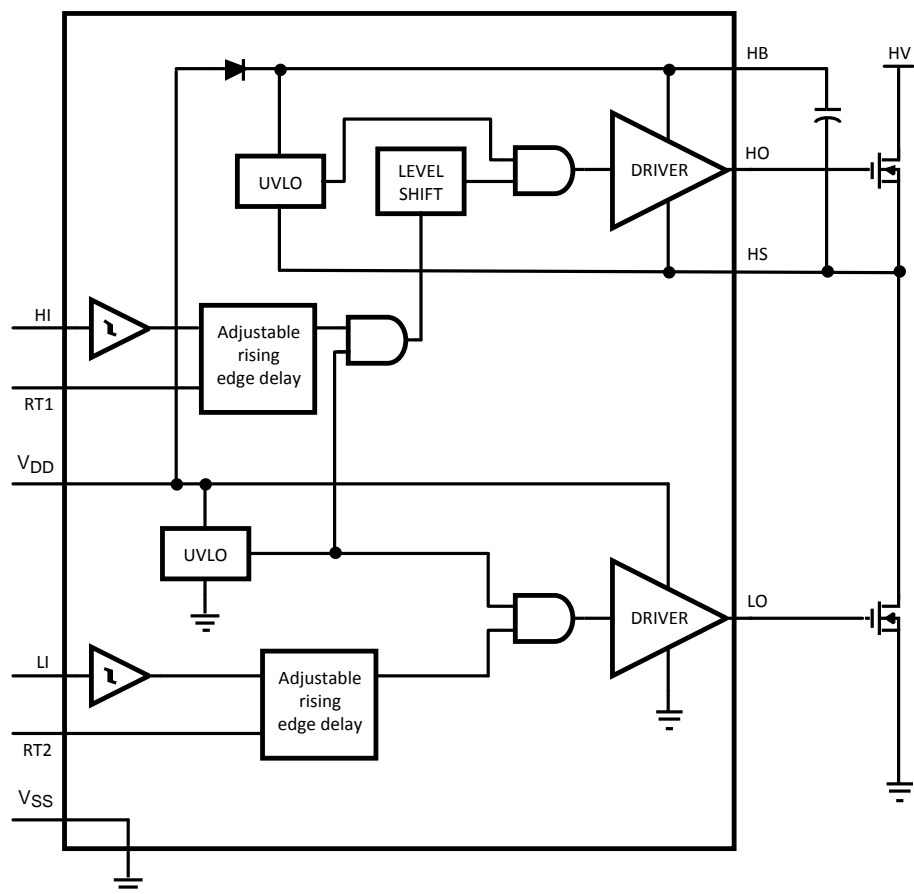 HB
HV
UVLO
LEVEL
SHIFT
DRIVER
HO
HS
HI
Adjustable
rising
edge delay
RT1
VDD
UVLO
DRIVER
LO
LI
Adjustable
rising
edge delay
RT2
VSS